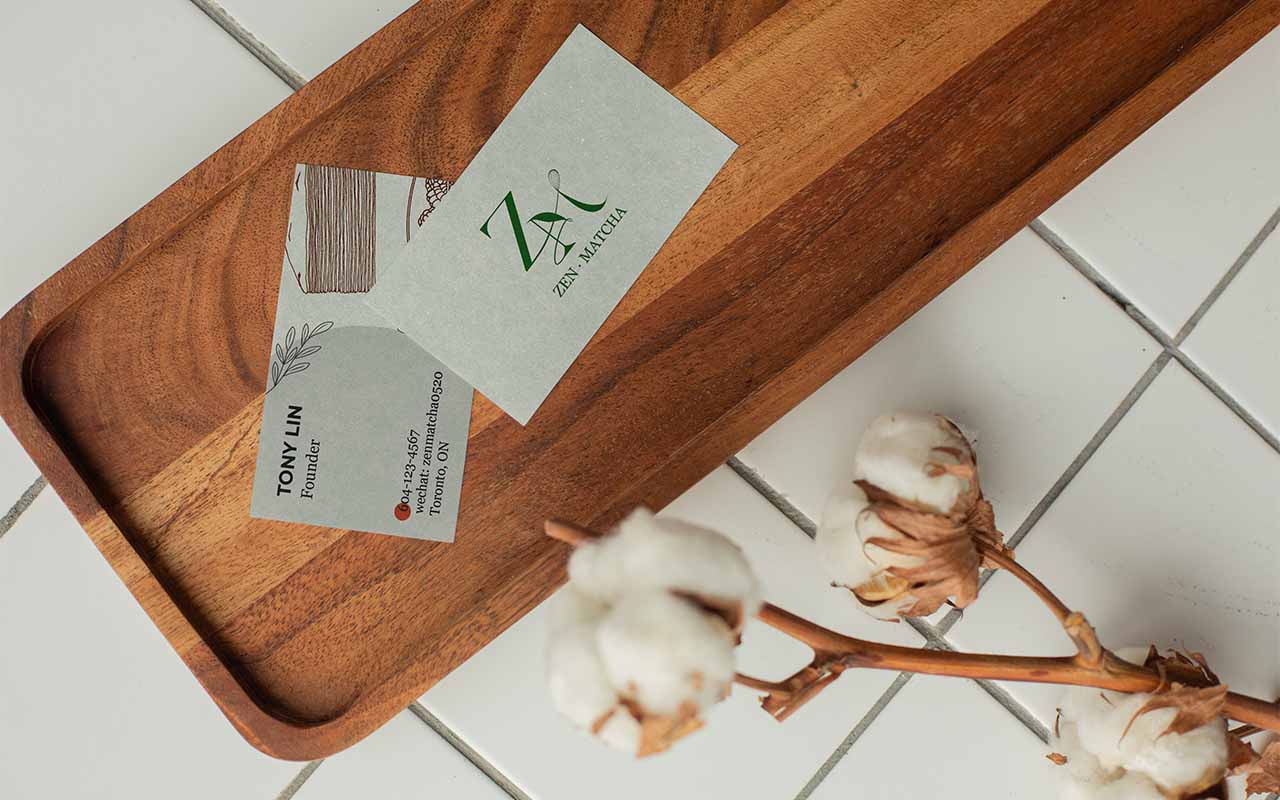 ZM
ZEN · MATCHA
TONY LIN
Founder
604-123-4567
wechat: zenmatcha0520
Toronto, ON